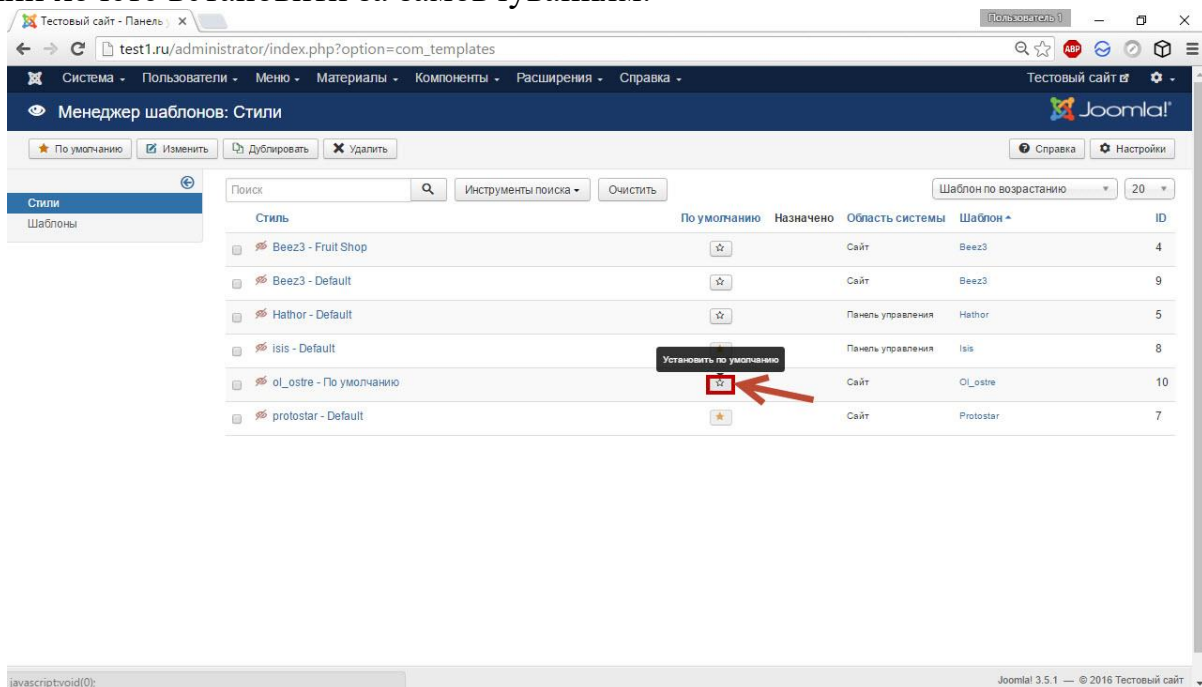 Тестовый сайт - Панель
Пользователь 1
test1.ru/administrator/index.php?option=com_templates
ABP
Система Пользователи Меню Материалы Компоненты Расширения Справка Тестовый сайт
Менеджер шаблонов: Стили Joomla!
По умолчанию Изменить Дублировать Удалить Справка Настройки
Поиск Инструменты поиска Очистить Шаблон по возрастанию 20
Стили
Шаблоны
Стиль По умолчанию Назначено Область системы Шаблон ID
Beez3 - Fruit Shop Сайт Beez3 4
Beez3 - Default Сайт Beez3 9
Hathor - Default Панель управления Hathor 5
isis - Default Панель управления Isis 8
Установить по умолчанию
ol_ostre - По умолчанию Сайт Ol_ostre 10
protostar - Default Сайт Protostar 7
javascript:void(0);
Joomla! 3.5.1 — © 2016 Тестовый сайт